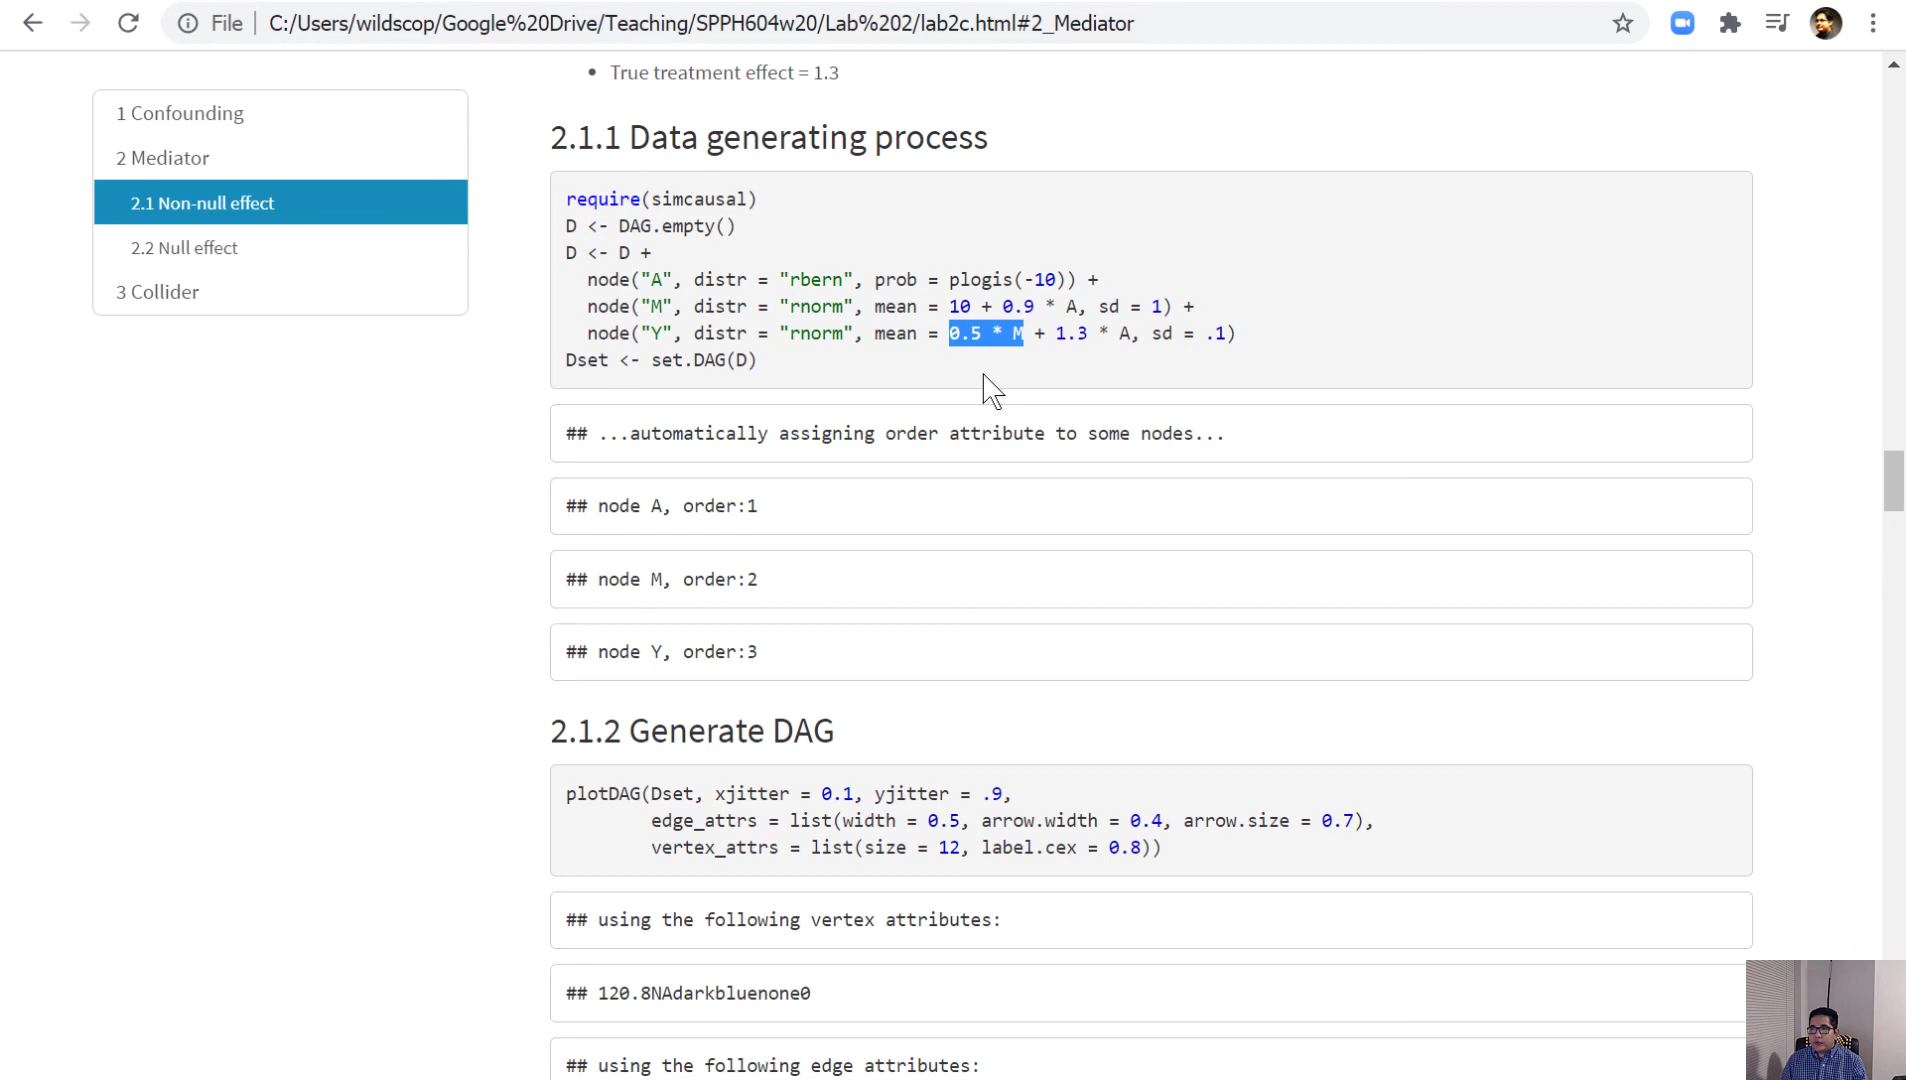 File C:/Users/wildscop/Google%20Drive/Teaching/SPPH604w20/Lab%202/lab2c.html#2_Mediator
1 Confounding
2 Mediator
2.1 Non-null effect
2.2 Null effect
3 Collider
• True treatment effect = 1.3
2.1.1 Data generating process
require(simcausal)
D <- DAG.empty()
D <- D +
  node("A", distr = "rbern", prob = plogis(-10)) +
  node("M", distr = "rnorm", mean = 10 + 0.9 * A, sd = 1) +
  node("Y", distr = "rnorm", mean = 0.5 * M + 1.3 * A, sd = .1)
Dset <- set.DAG(D)
## ...automatically assigning order attribute to some nodes...
## node A, order:1
## node M, order:2
## node Y, order:3
2.1.2 Generate DAG
plotDAG(Dset, xjitter = 0.1, yjitter = .9,
        edge_attrs = list(width = 0.5, arrow.width = 0.4, arrow.size = 0.7),
        vertex_attrs = list(size = 12, label.cex = 0.8))
## using the following vertex attributes:
## 120.8NAdarkbluenone0
## using the following edge attributes: